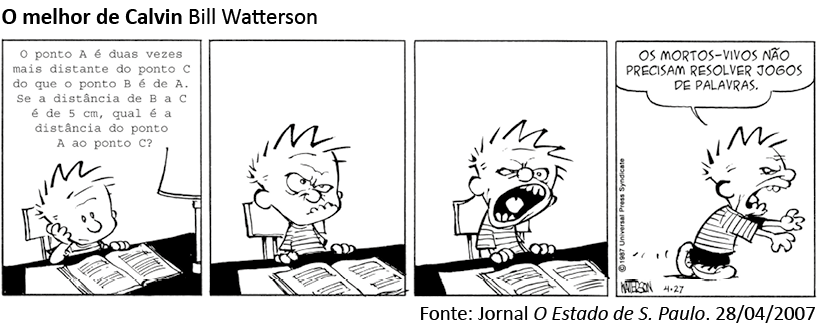 O melhor de Calvin Bill Watterson
O ponto A é duas vezes
mais distante do ponto C
do que o ponto B é de A.
Se a distância de B a C
é de 5 cm, qual é a
distância do ponto
A ao ponto C?
OS MORTOS-VIVOS NÃO
PRECISAM RESOLVER JOGOS
DE PALAVRAS.
© 1987 Universal Press Syndicate
WATTERSON 4-27
Fonte: Jornal O Estado de S. Paulo. 28/04/2007